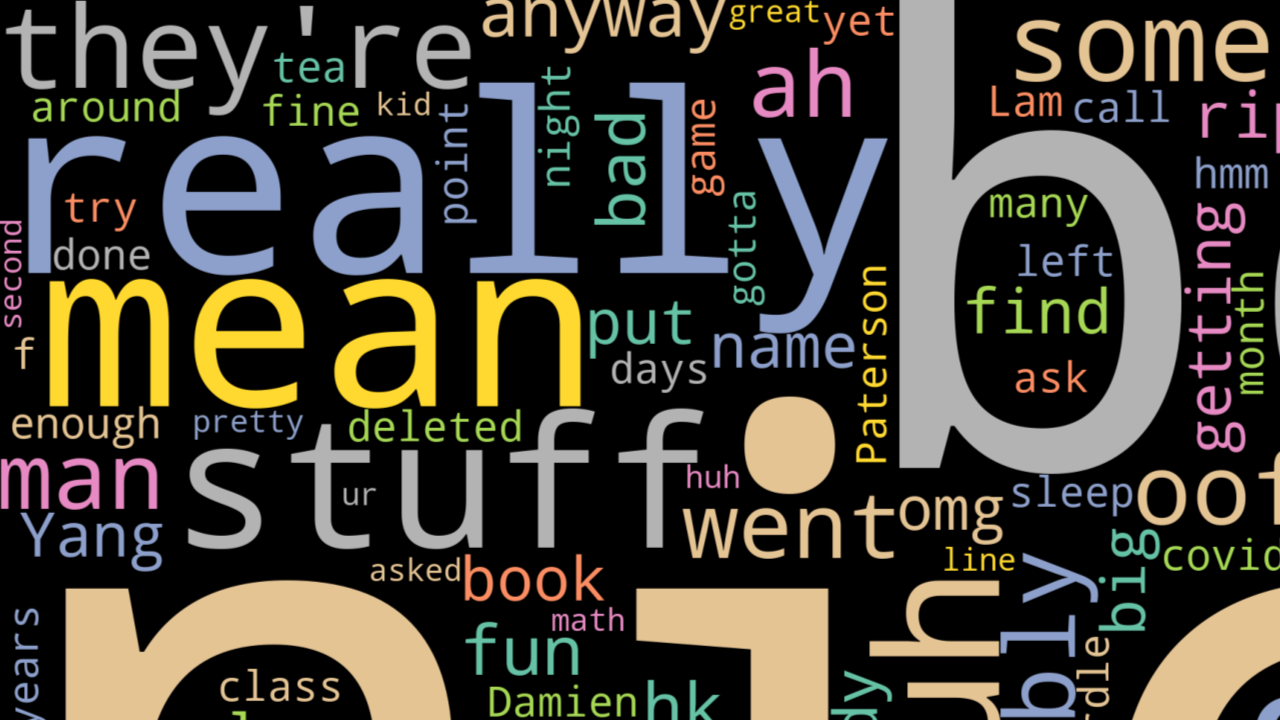 they're
anyway
great
yet
some
tea
around
fine
kid
ah
Lam
call
really
point
night
bad
game
hmm
try
many
second
done
gotta
left
getting
mean
put
find
month
f
days
name
Paterson
ask
enough
pretty
deleted
man
stuff
ur
huh
went
omg
sleep
Yang
line
big
covid
asked
book
math
years
fun
class
Damien
hk